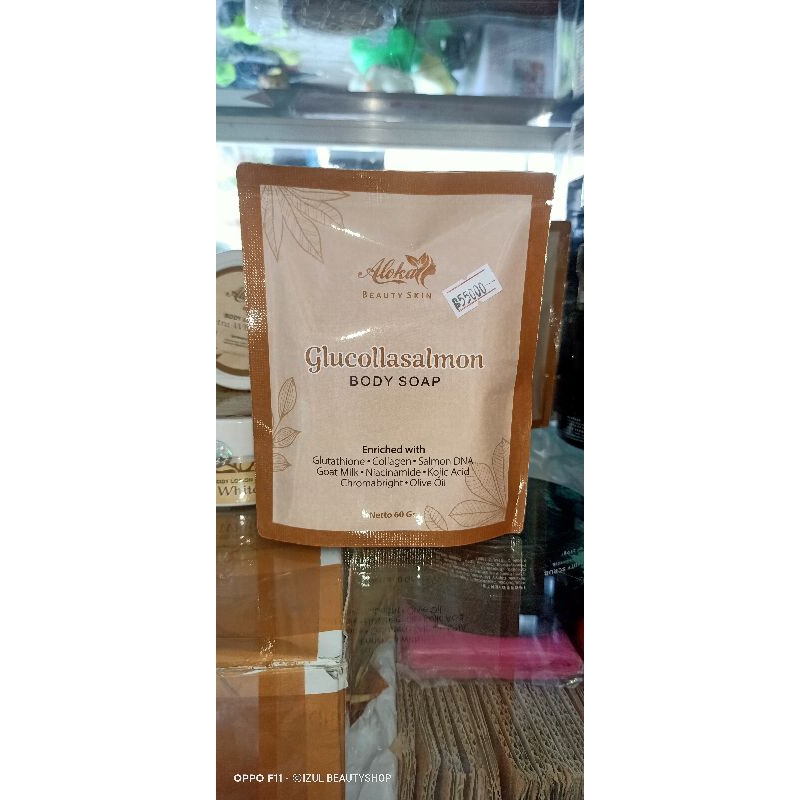 Aloka
BEAUTY SKIN
55000
Glucollasalmon
BODY SOAP
Enriched with
Glutathione • Collagen • Salmon DNA
Goat Milk • Niacinamide • Kojic Acid
Chromabright • Olive Oil
Netto 60 Gr
White
OPPO F11 · ©IZUL BEAUTYSHOP